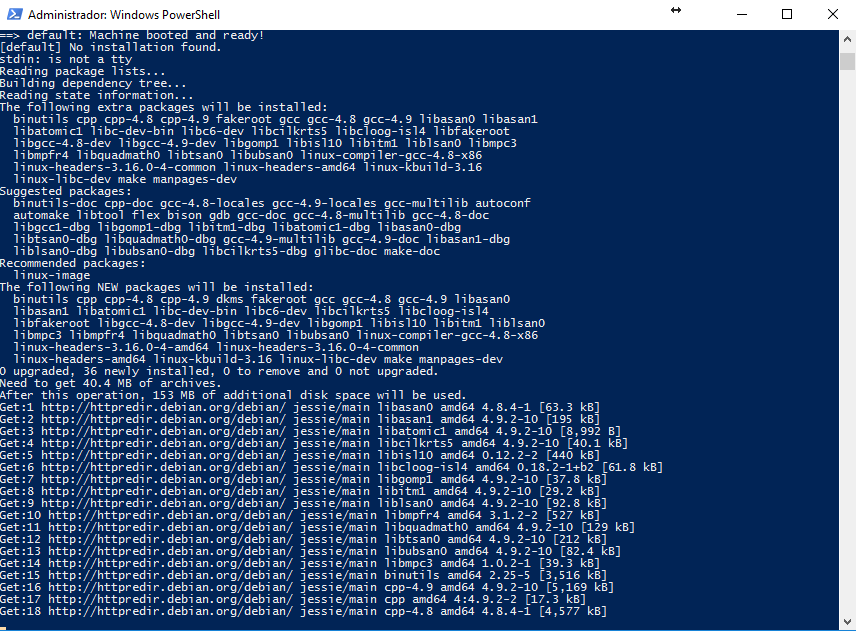 Administrador: Windows PowerShell
==> default: Machine booted and ready!
[default] No installation found.
stdin: is not a tty
Reading package lists...
Building dependency tree...
Reading state information...
The following extra packages will be installed:
  binutils cpp cpp-4.8 cpp-4.9 fakeroot gcc gcc-4.8 gcc-4.9 libasan0 libasan1
  libatomic1 libc-dev-bin libc6-dev libcilkrts5 libcloog-isl4 libfakeroot
  libgcc-4.8-dev libgcc-4.9-dev libgomp1 libisl10 libitm1 liblsan0 libmpc3
  libmpfr4 libquadmath0 libtsan0 libubsan0 linux-compiler-gcc-4.8-x86
  linux-headers-3.16.0-4-common linux-headers-amd64 linux-kbuild-3.16
  linux-libc-dev make manpages-dev
Suggested packages:
  binutils-doc cpp-doc gcc-4.8-locales gcc-4.9-locales gcc-multilib autoconf
  automake libtool flex bison gdb gcc-doc gcc-4.8-multilib gcc-4.8-doc
  libgcc1-dbg libgomp1-dbg libitm1-dbg libatomic1-dbg libasan0-dbg
  libtsan0-dbg libquadmath0-dbg gcc-4.9-multilib gcc-4.9-doc libasan1-dbg
  liblsan0-dbg libubsan0-dbg libcilkrts5-dbg glibc-doc make-doc
Recommended packages:
  linux-image
The following NEW packages will be installed:
  binutils cpp cpp-4.8 cpp-4.9 dkms fakeroot gcc gcc-4.8 gcc-4.9 libasan0
  libasan1 libatomic1 libc-dev-bin libc6-dev libcilkrts5 libcloog-isl4
  libfakeroot libgcc-4.8-dev libgcc-4.9-dev libgomp1 libisl10 libitm1 liblsan0
  libmpc3 libmpfr4 libquadmath0 libtsan0 libubsan0 linux-compiler-gcc-4.8-x86
  linux-headers-3.16.0-4-amd64 linux-headers-3.16.0-4-common
  linux-headers-amd64 linux-kbuild-3.16 linux-libc-dev make manpages-dev
0 upgraded, 36 newly installed, 0 to remove and 0 not upgraded.
Need to get 40.4 MB of archives.
After this operation, 153 MB of additional disk space will be used.
Get:1 http://httpredir.debian.org/debian/ jessie/main libasan0 amd64 4.8.4-1 [63.3 kB]
Get:2 http://httpredir.debian.org/debian/ jessie/main libasan1 amd64 4.9.2-10 [195 kB]
Get:3 http://httpredir.debian.org/debian/ jessie/main libatomic1 amd64 4.9.2-10 [8,992 B]
Get:4 http://httpredir.debian.org/debian/ jessie/main libcilkrts5 amd64 4.9.2-10 [40.1 kB]
Get:5 http://httpredir.debian.org/debian/ jessie/main libisl10 amd64 0.12.2-2 [440 kB]
Get:6 http://httpredir.debian.org/debian/ jessie/main libcloog-isl4 amd64 0.18.2-1+b2 [61.8 kB]
Get:7 http://httpredir.debian.org/debian/ jessie/main libgomp1 amd64 4.9.2-10 [37.8 kB]
Get:8 http://httpredir.debian.org/debian/ jessie/main libitm1 amd64 4.9.2-10 [29.2 kB]
Get:9 http://httpredir.debian.org/debian/ jessie/main liblsan0 amd64 4.9.2-10 [92.8 kB]
Get:10 http://httpredir.debian.org/debian/ jessie/main libmpfr4 amd64 3.1.2-2 [527 kB]
Get:11 http://httpredir.debian.org/debian/ jessie/main libquadmath0 amd64 4.9.2-10 [129 kB]
Get:12 http://httpredir.debian.org/debian/ jessie/main libtsan0 amd64 4.9.2-10 [212 kB]
Get:13 http://httpredir.debian.org/debian/ jessie/main libubsan0 amd64 4.9.2-10 [82.4 kB]
Get:14 http://httpredir.debian.org/debian/ jessie/main libmpc3 amd64 1.0.2-1 [39.3 kB]
Get:15 http://httpredir.debian.org/debian/ jessie/main binutils amd64 2.25-5 [3,516 kB]
Get:16 http://httpredir.debian.org/debian/ jessie/main cpp-4.9 amd64 4.9.2-10 [5,169 kB]
Get:17 http://httpredir.debian.org/debian/ jessie/main cpp amd64 4:4.9.2-2 [17.3 kB]
Get:18 http://httpredir.debian.org/debian/ jessie/main cpp-4.8 amd64 4.8.4-1 [4,577 kB]